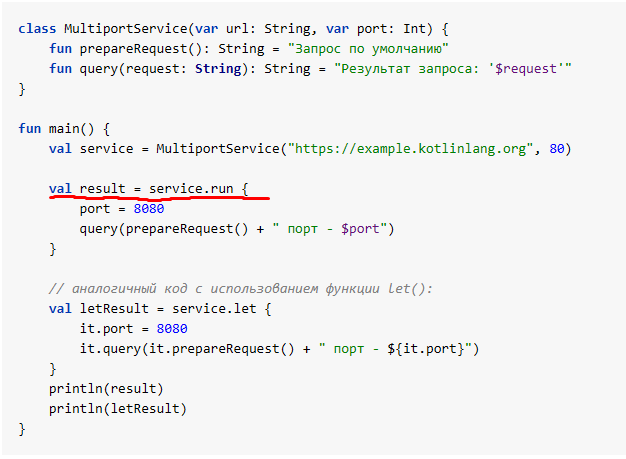 class MultiportService(var url: String, var port: Int) {
    fun prepareRequest(): String = "Запрос по умолчанию"
    fun query(request: String): String = "Результат запроса: '$request'"
}

fun main() {
    val service = MultiportService("https://example.kotlinlang.org", 80)

    val result = service.run {
        port = 8080
        query(prepareRequest() + " порт - $port")
    }

    // аналогичный код с использованием функции let():
    val letResult = service.let {
        it.port = 8080
        it.query(it.prepareRequest() + " порт - ${it.port}")
    }
    println(result)
    println(letResult)
}